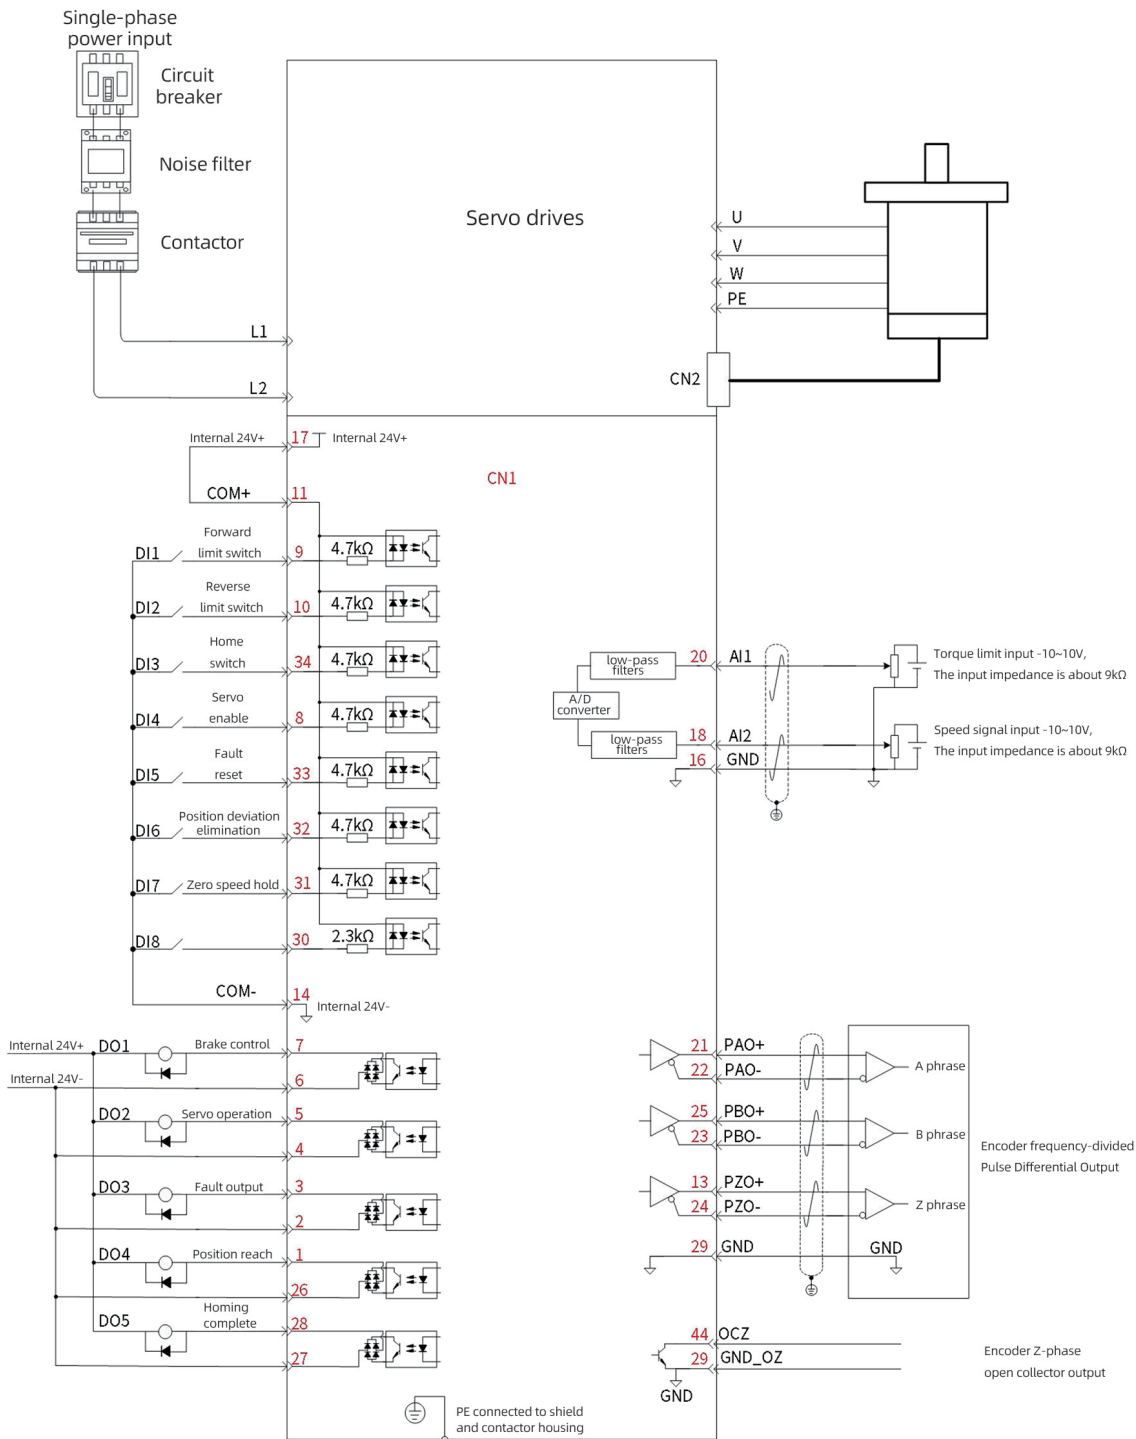 Single-phase
power input
Circuit
breaker
Noise filter
Contactor
Servo drives
L1
L2
U
V
W
PE
CN2
Internal 24V+
17
Internal 24V+
CN1
COM+
11
DI1
Forward
limit switch
9
4.7kΩ
DI2
Reverse
limit switch
10
4.7kΩ
DI3
Home
switch
34
4.7kΩ
DI4
Servo
enable
8
4.7kΩ
DI5
Fault
reset
33
4.7kΩ
DI6
Position deviation
elimination
32
4.7kΩ
DI7
Zero speed hold
31
4.7kΩ
DI8
30
2.3kΩ
COM-
14
Internal 24V-
low-pass
filters
A/D
converter
low-pass
filters
20
AI1
18
AI2
16
GND
Torque limit input -10~10V,
The input impedance is about 9kΩ
Speed signal input -10~10V,
The input impedance is about 9kΩ
Internal 24V+
Internal 24V-
DO1
Brake control
7
6
DO2
Servo operation
5
4
DO3
Fault output
3
2
DO4
Position reach
1
26
DO5
Homing
complete
28
27
21
PAO+
22
PAO-
A phrase
25
PBO+
23
PBO-
B phrase
13
PZO+
24
PZO-
Z phrase
29
GND
GND
Encoder frequency-divided
Pulse Differential Output
44
OCZ
29
GND_OZ
GND
Encoder Z-phase
open collector output
PE connected to shield
and contactor housing